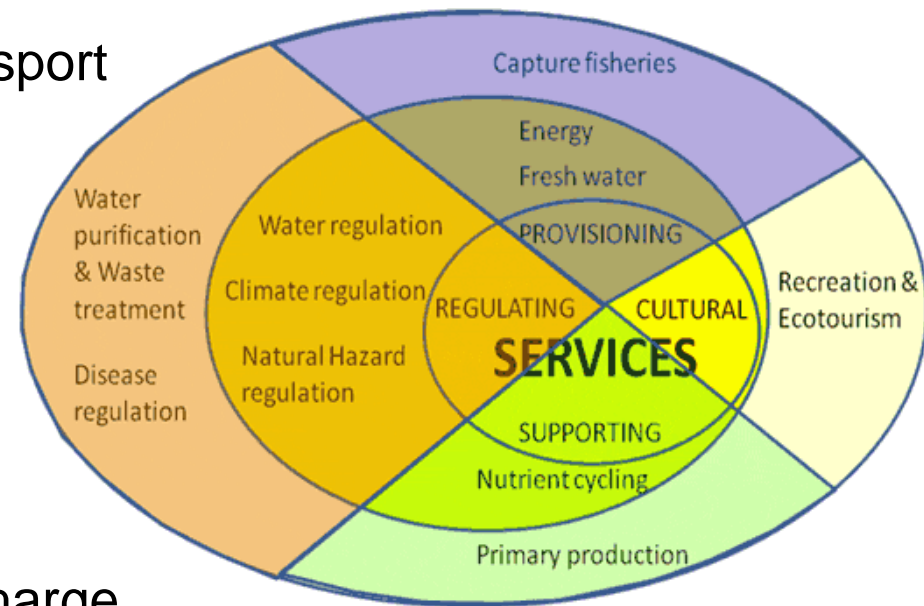 sport
Capture fisheries
Energy
Fresh water
PROVISIONING
Water
purification
& Waste
treatment
Disease
regulation
Water regulation
Climate regulation
Natural Hazard
regulation
REGULATING
CULTURAL
SERVICES
Recreation &
Ecotourism
SUPPORTING
Nutrient cycling
Primary production
harge